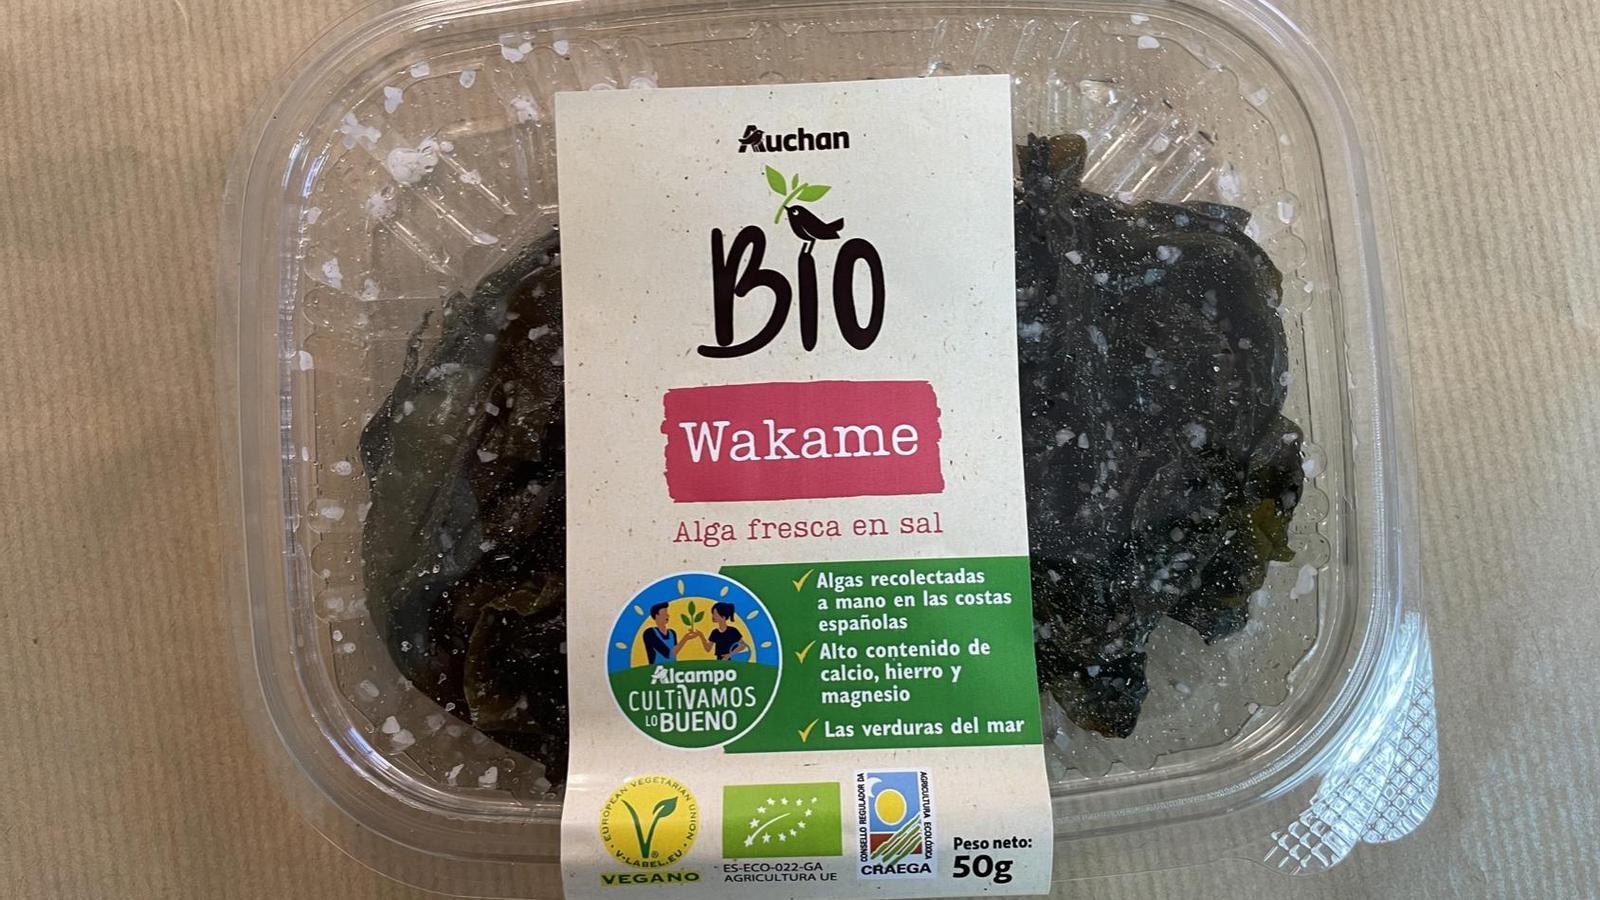 Auchan
BIO
Wakame
Alga fresca en sal
Algas recolectadas
a mano en las costas
españolas
Alto contenido de
calcio, hierro y
magnesio
Las verduras del mar
Alcampo
CULTiVAMOS
LO BUENO
EUROPEAN VEGETARIAN UNION
V-LABEL.EU
VEGANO
ES-ECO-022-GA
AGRICULTURA UE
CONSELLO REGULADOR DA
AGRICULTURA ECOLÓXICA
CRAEGA
Peso neto:
50g